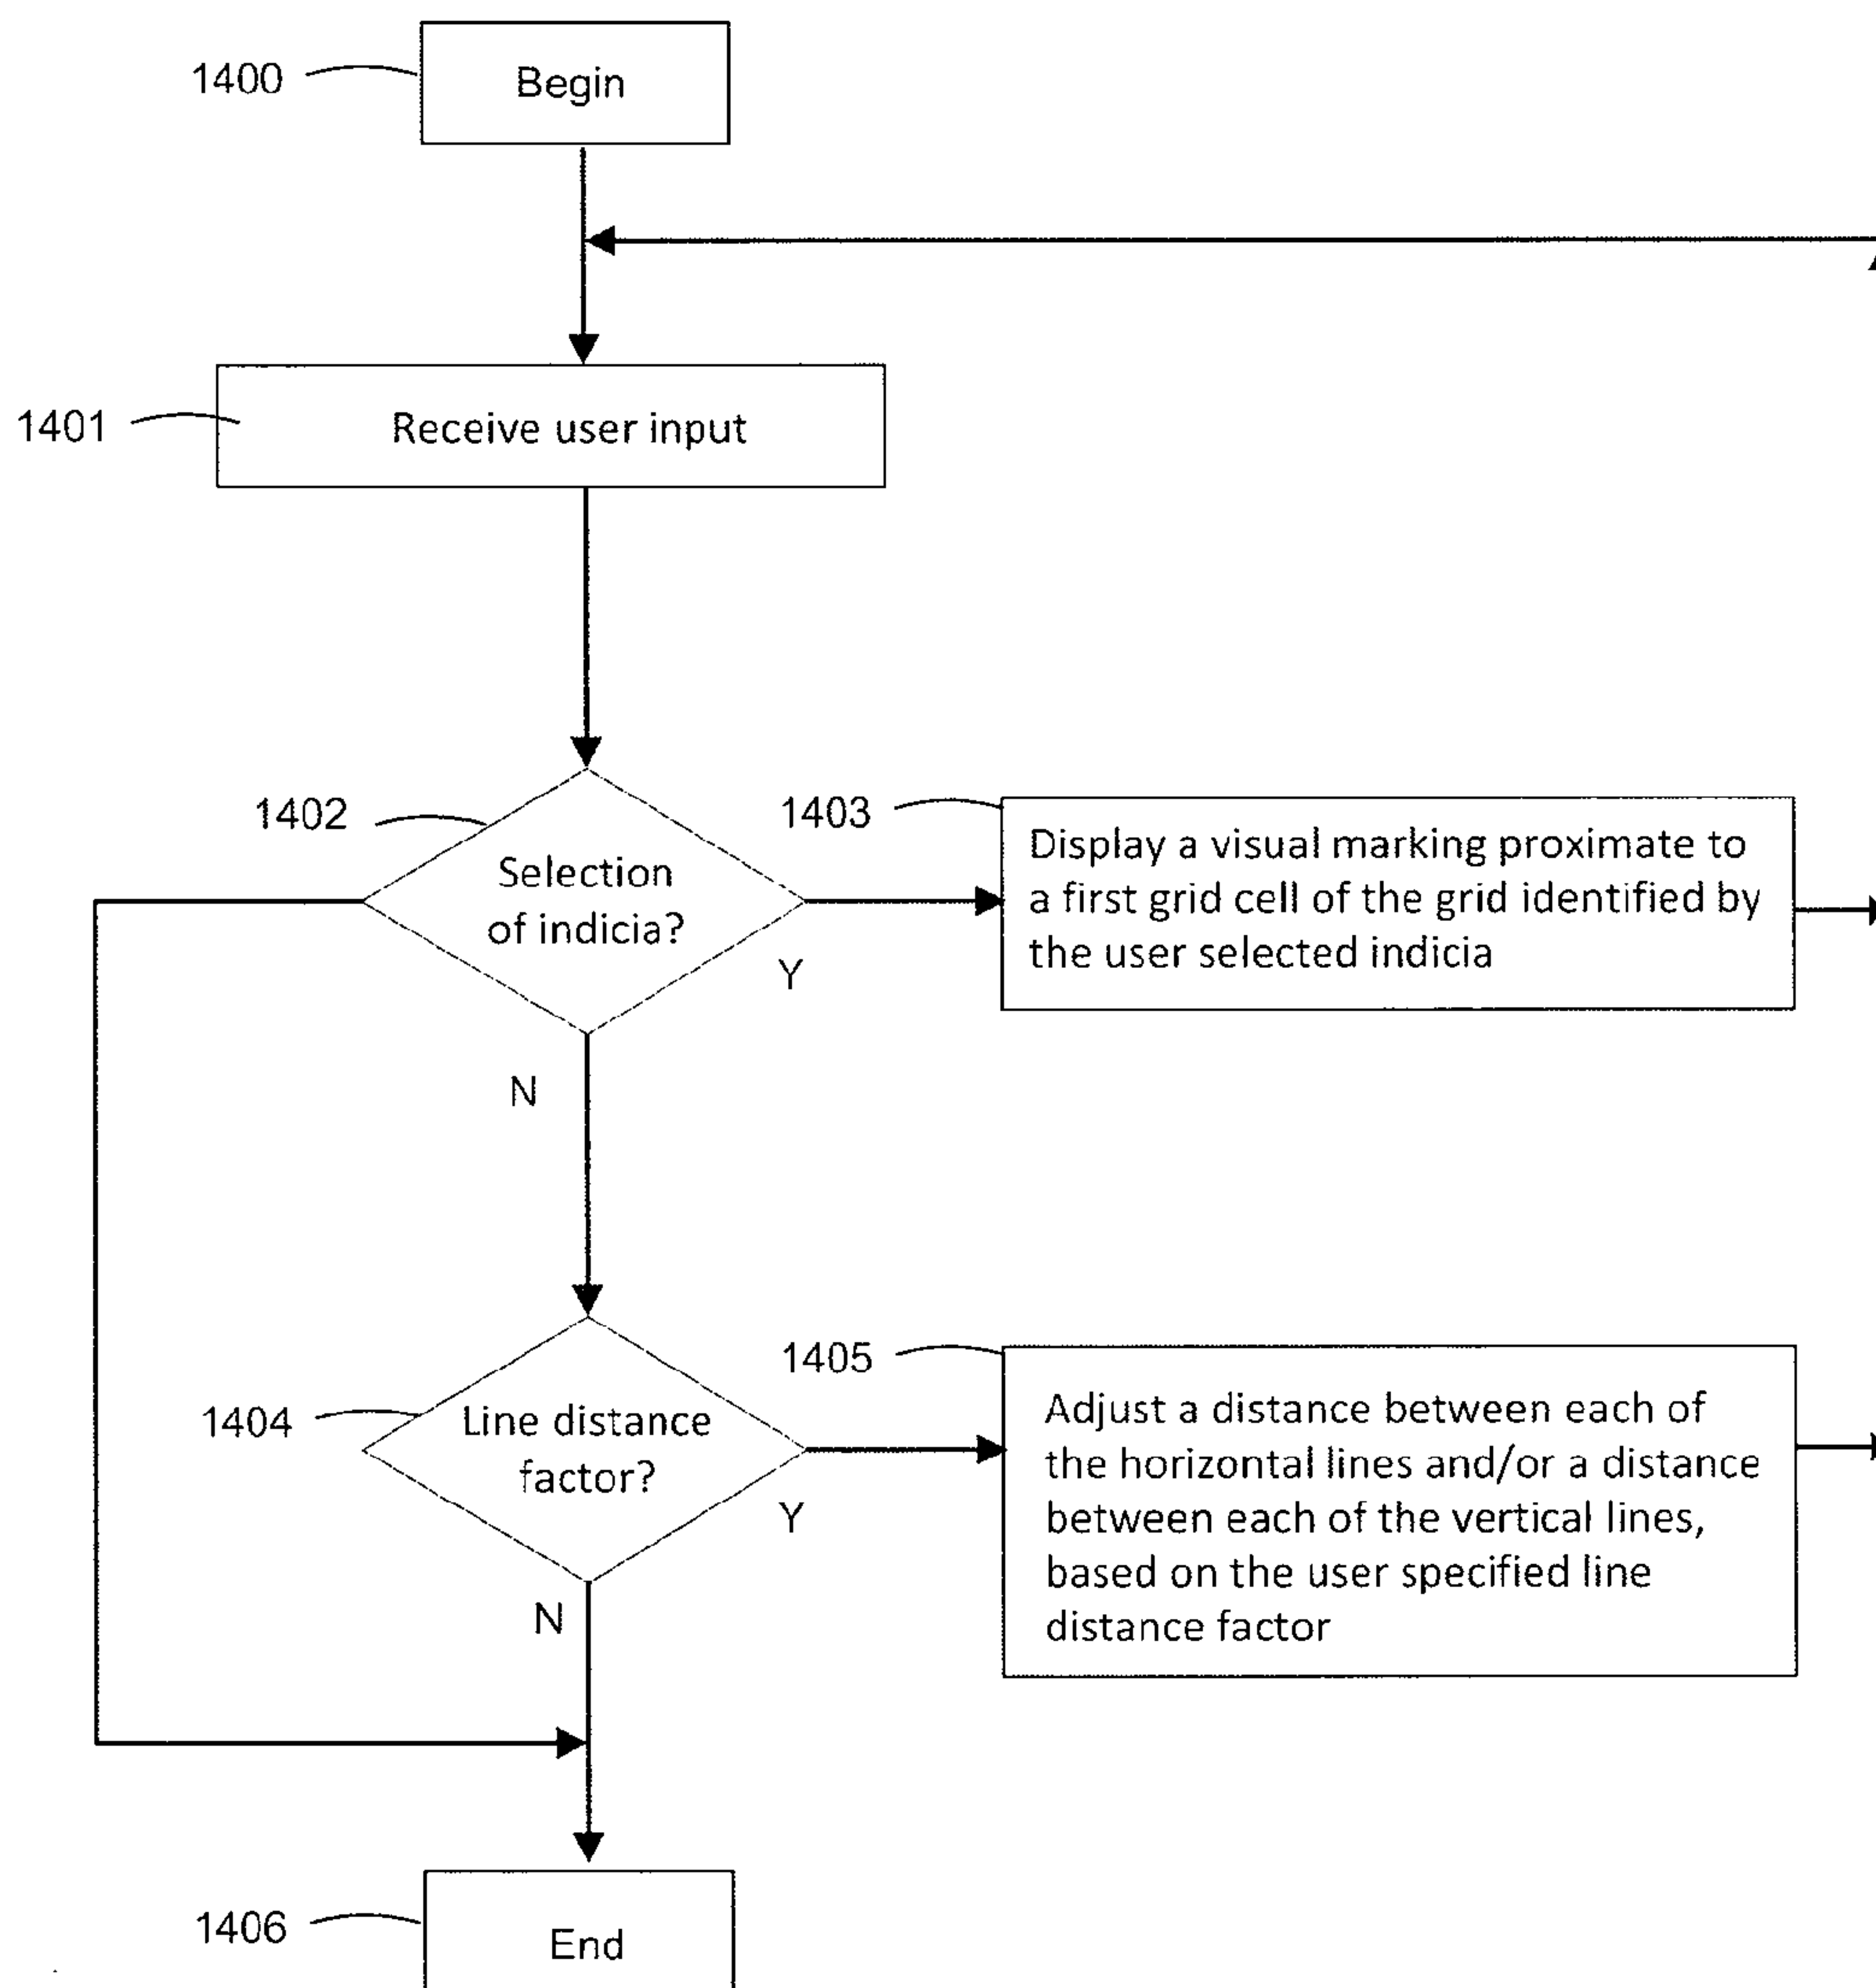 1400
Begin
1401
Receive user input
1402
Selection
of indicia?
Y
N
1403
Display a visual marking proximate to
a first grid cell of the grid identified by
the user selected indicia
1404
Line distance
factor?
Y
N
1405
Adjust a distance between each of
the horizontal lines and/or a distance
between each of the vertical lines,
based on the user specified line
distance factor
1406
End